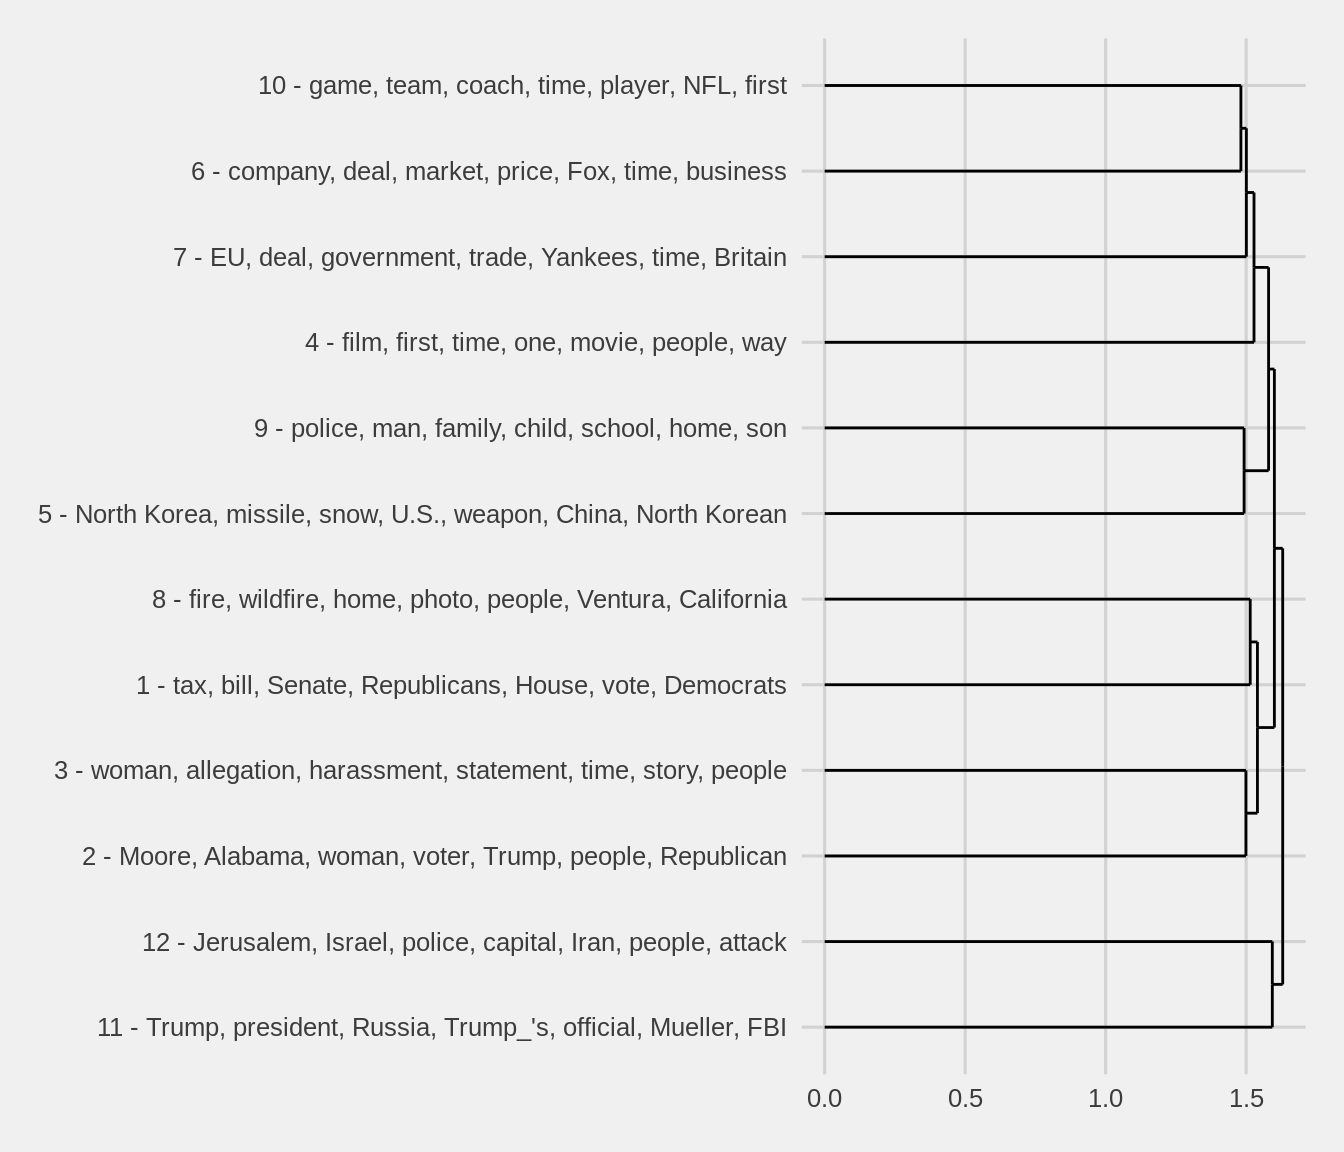 10 - game, team, coach, time, player, NFL, first
6 - company, deal, market, price, Fox, time, business
7 - EU, deal, government, trade, Yankees, time, Britain
4 - film, first, time, one, movie, people, way
9 - police, man, family, child, school, home, son
5 - North Korea, missile, snow, U.S., weapon, China, North Korean
8 - fire, wildfire, home, photo, people, Ventura, California
1 - tax, bill, Senate, Republicans, House, vote, Democrats
3 - woman, allegation, harassment, statement, time, story, people
2 - Moore, Alabama, woman, voter, Trump, people, Republican
12 - Jerusalem, Israel, police, capital, Iran, people, attack
11 - Trump, president, Russia, Trump_'s, official, Mueller, FBI
0.0 0.5 1.0 1.5